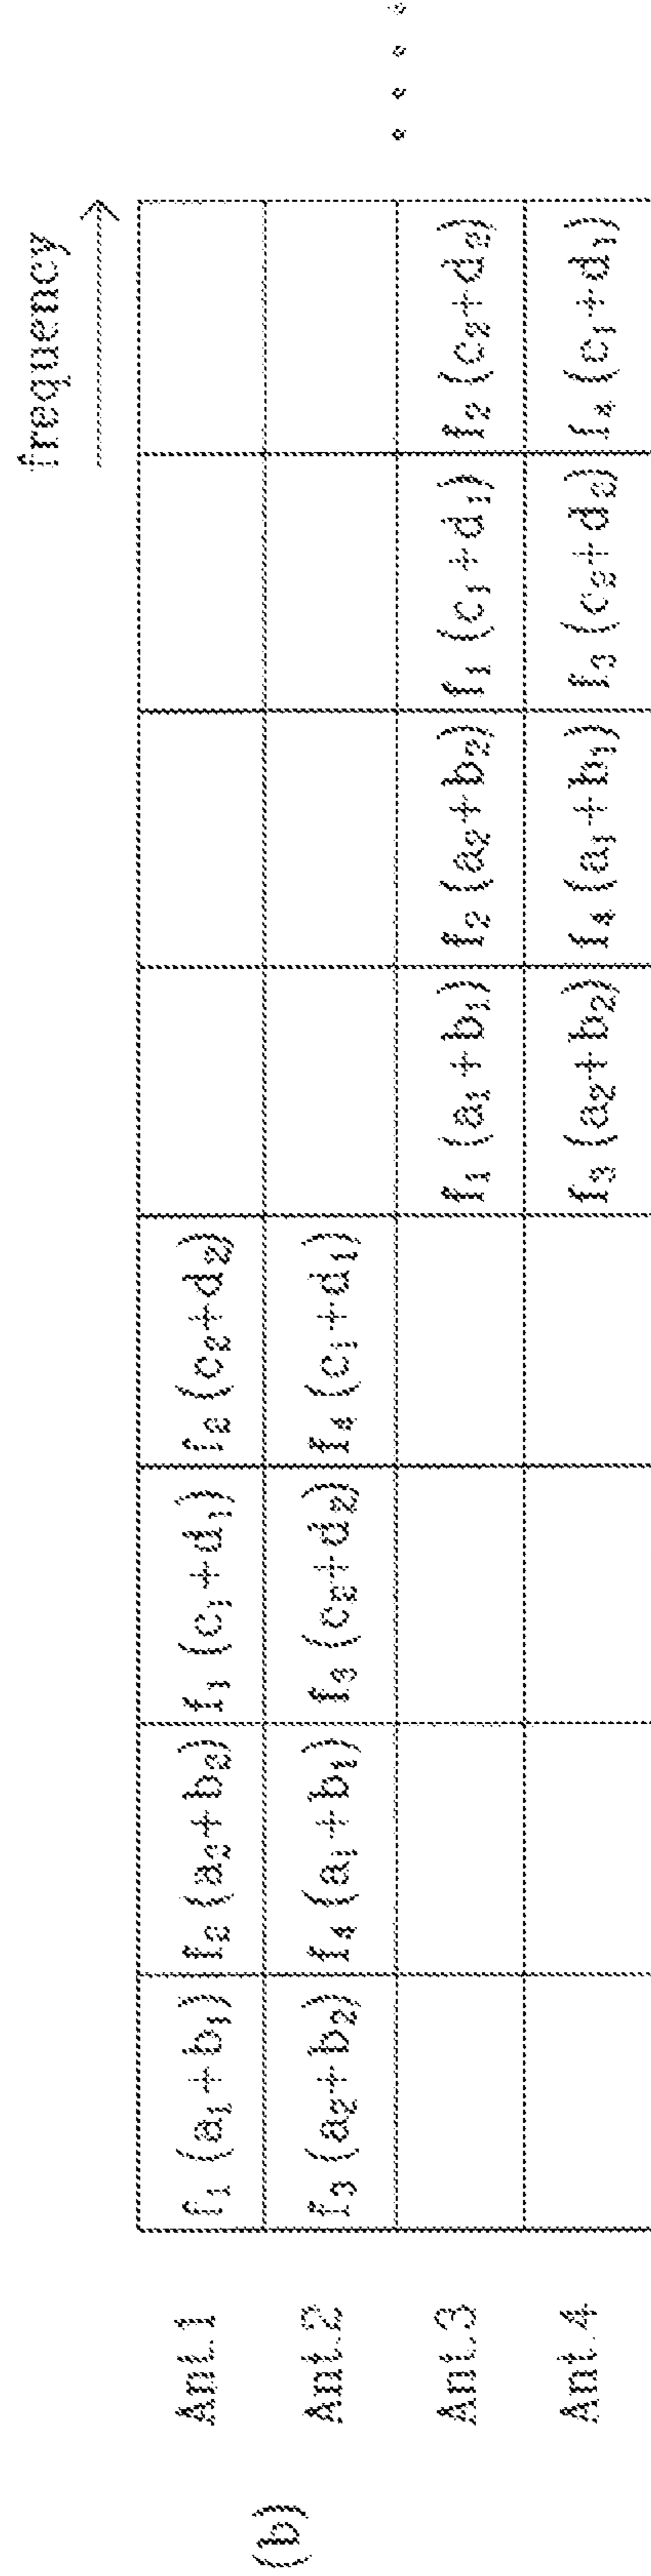 frequency
(b)
Ant.1 f₁(a₁+b₁) f₂(a₂+b₂) f₁(c₁+d₁) f₂(c₂+d₂)
Ant.2 f₃(a₂+b₂) f₄(a₁+b₁) f₃(c₂+d₂) f₄(c₁+d₁)
Ant.3 f₁(a₁+b₁) f₂(a₂+b₂) f₁(c₁+d₁) f₂(c₂+d₂)
Ant.4 f₃(a₂+b₂) f₄(a₁+b₁) f₃(c₂+d₂) f₄(c₁+d₁)